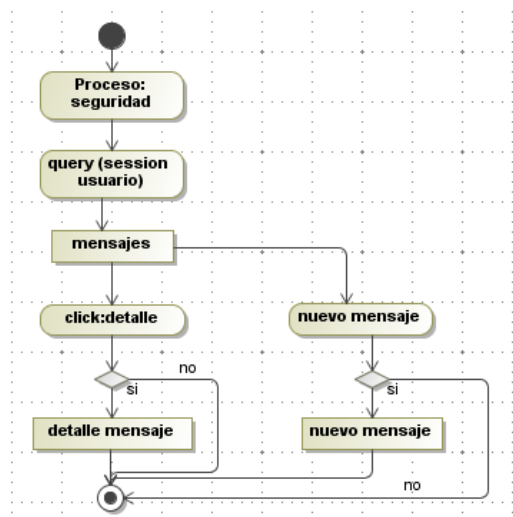 Proceso:
seguridad
query (session
usuario)
mensajes
click:detalle
nuevo mensaje
no
si
si
detalle mensaje
nuevo mensaje
no